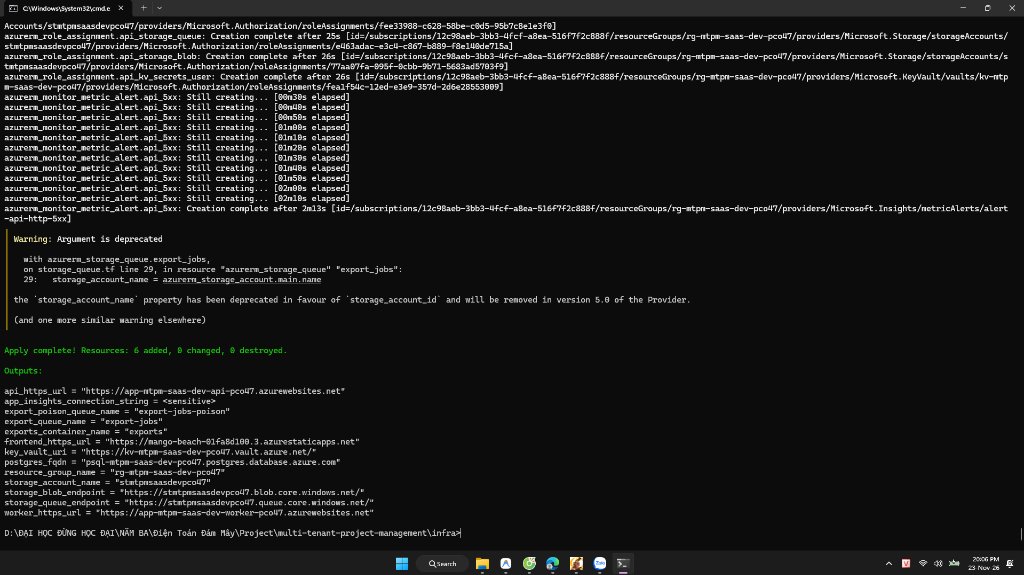 C:\Windows\System32\cmd.e
Accounts/stmtpmsaasdevpco47/providers/Microsoft.Authorization/roleAssignments/fee33988-c628-58be-c0d5-95b7c8e1e3f0]
azurerm_role_assignment.api_storage_queue: Creation complete after 25s [id=/subscriptions/12c98aeb-3bb3-4fcf-a8ea-516f7f2c888f/resourceGroups/rg-mtpm-saas-dev-pco47/providers/Microsoft.Storage/storageAccounts/
stmtpmsaasdevpco47/providers/Microsoft.Authorization/roleAssignments/e463adac-e3c4-c867-b889-f8e140de715a]
azurerm_role_assignment.api_storage_blob: Creation complete after 26s [id=/subscriptions/12c98aeb-3bb3-4fcf-a8ea-516f7f2c888f/resourceGroups/rg-mtpm-saas-dev-pco47/providers/Microsoft.Storage/storageAccounts/s
tmtpmsaasdevpco47/providers/Microsoft.Authorization/roleAssignments/77aa07fa-095f-0cbb-9b71-5683ad5703f9]
azurerm_role_assignment.api_kv_secrets_user: Creation complete after 26s [id=/subscriptions/12c98aeb-3bb3-4fcf-a8ea-516f7f2c888f/resourceGroups/rg-mtpm-saas-dev-pco47/providers/Microsoft.KeyVault/vaults/kv-mtp
m-saas-dev-pco47/providers/Microsoft.Authorization/roleAssignments/fea1f54c-12ed-e3e9-357d-2d6e28553009]
azurerm_monitor_metric_alert.api_5xx: Still creating... [00m30s elapsed]
azurerm_monitor_metric_alert.api_5xx: Still creating... [00m40s elapsed]
azurerm_monitor_metric_alert.api_5xx: Still creating... [00m50s elapsed]
azurerm_monitor_metric_alert.api_5xx: Still creating... [01m00s elapsed]
azurerm_monitor_metric_alert.api_5xx: Still creating... [01m10s elapsed]
azurerm_monitor_metric_alert.api_5xx: Still creating... [01m20s elapsed]
azurerm_monitor_metric_alert.api_5xx: Still creating... [01m30s elapsed]
azurerm_monitor_metric_alert.api_5xx: Still creating... [01m40s elapsed]
azurerm_monitor_metric_alert.api_5xx: Still creating... [01m50s elapsed]
azurerm_monitor_metric_alert.api_5xx: Still creating... [02m00s elapsed]
azurerm_monitor_metric_alert.api_5xx: Still creating... [02m10s elapsed]
azurerm_monitor_metric_alert.api_5xx: Creation complete after 2m13s [id=/subscriptions/12c98aeb-3bb3-4fcf-a8ea-516f7f2c888f/resourceGroups/rg-mtpm-saas-dev-pco47/providers/Microsoft.Insights/metricAlerts/alert
-api-http-5xx]
Warning: Argument is deprecated
with azurerm_storage_queue.export_jobs,
on storage_queue.tf line 29, in resource "azurerm_storage_queue" "export_jobs":
29: storage_account_name = azurerm_storage_account.main.name
the `storage_account_name` property has been deprecated in favour of `storage_account_id` and will be removed in version 5.0 of the Provider.
(and one more similar warning elsewhere)
Apply complete! Resources: 6 added, 0 changed, 0 destroyed.
Outputs:
api_https_url = "https://app-mtpm-saas-dev-api-pco47.azurewebsites.net"
app_insights_connection_string = <sensitive>
export_poison_queue_name = "export-jobs-poison"
export_queue_name = "export-jobs"
exports_container_name = "exports"
frontend_https_url = "https://mango-beach-01fa8d100.3.azurestaticapps.net"
key_vault_uri = "https://kv-mtpm-saas-dev-pco47.vault.azure.net/"
postgres_fqdn = "psql-mtpm-saas-dev-pco47.postgres.database.azure.com"
resource_group_name = "rg-mtpm-saas-dev-pco47"
storage_account_name = "stmtpmsaasdevpco47"
storage_blob_endpoint = "https://stmtpmsaasdevpco47.blob.core.windows.net/"
storage_queue_endpoint = "https://stmtpmsaasdevpco47.queue.core.windows.net/"
worker_https_url = "https://app-mtpm-saas-dev-worker-pco47.azurewebsites.net"
D:\ĐẠI HỌC ĐỪNG HỌC ĐẠI\NĂM BA\Điện Toán Đám Mây\Project\multi-tenant-project-management\infra>
Search
Zalo
20:06 PM
23-Nov-26